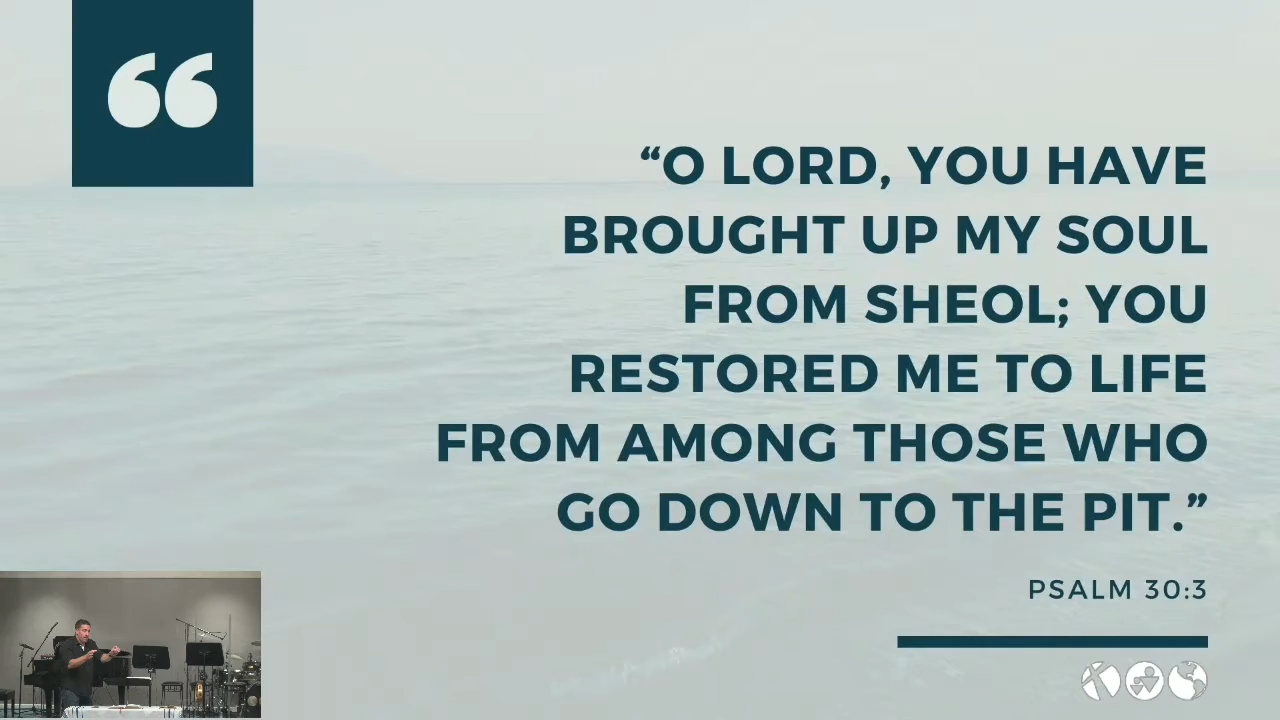 “O LORD, YOU HAVE
BROUGHT UP MY SOUL
FROM SHEOL; YOU
RESTORED ME TO LIFE
FROM AMONG THOSE WHO
GO DOWN TO THE PIT.”
PSALM 30:3